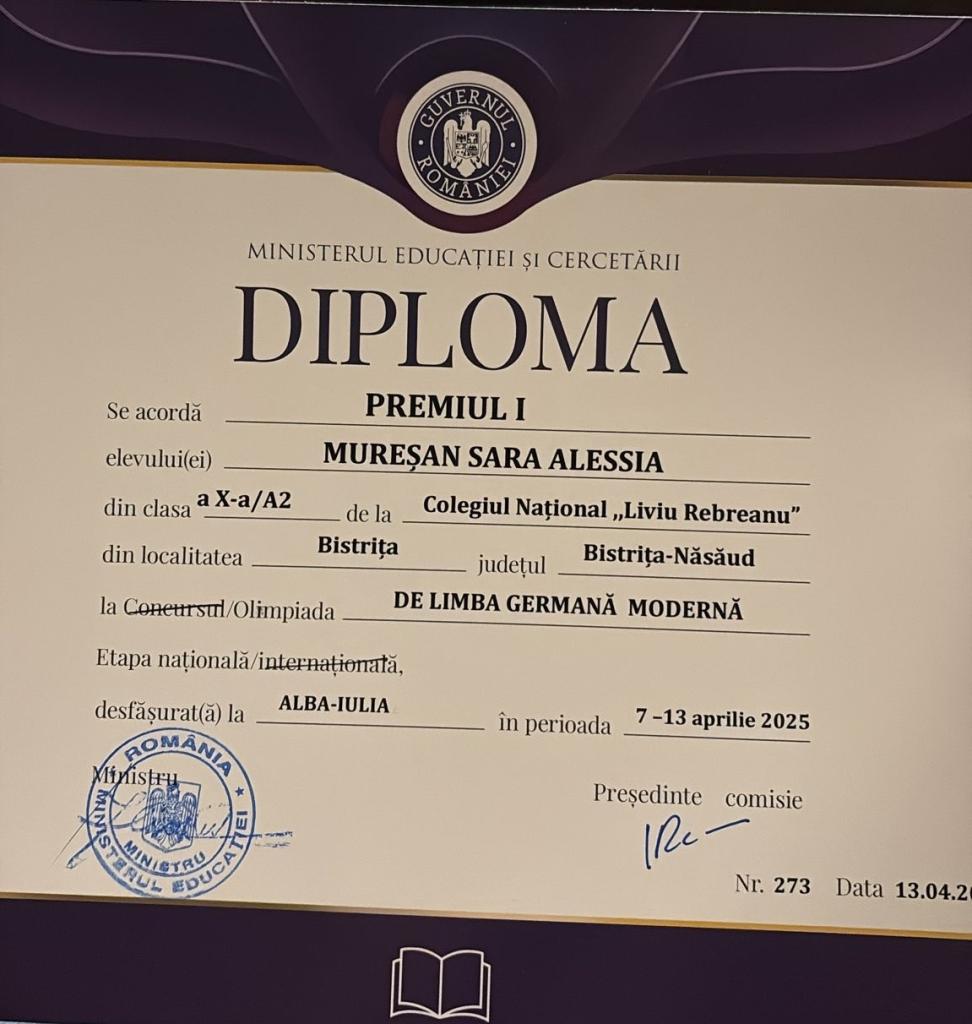 GUVERNUL ROMÂNIEI
MINISTERUL EDUCAȚIEI ȘI CERCETĂRII
DIPLOMA
Se acordă PREMIUL I
elevului(ei) MUREȘAN SARA ALESSIA
din clasa a X-a/A2 de la Colegiul Național „Liviu Rebreanu”
din localitatea Bistrița județul Bistrița-Năsăud
la Concursul/Olimpiada DE LIMBA GERMANĂ MODERNĂ
Etapa națională/internațională,
desfășurat(ă) la ALBA-IULIA în perioada 7 –13 aprilie 2025
Ministru
Președinte comisie
ROMÂNIA
MINISTERUL EDUCAȚIEI
MINISTRU
Nr. 273 Data 13.04.20